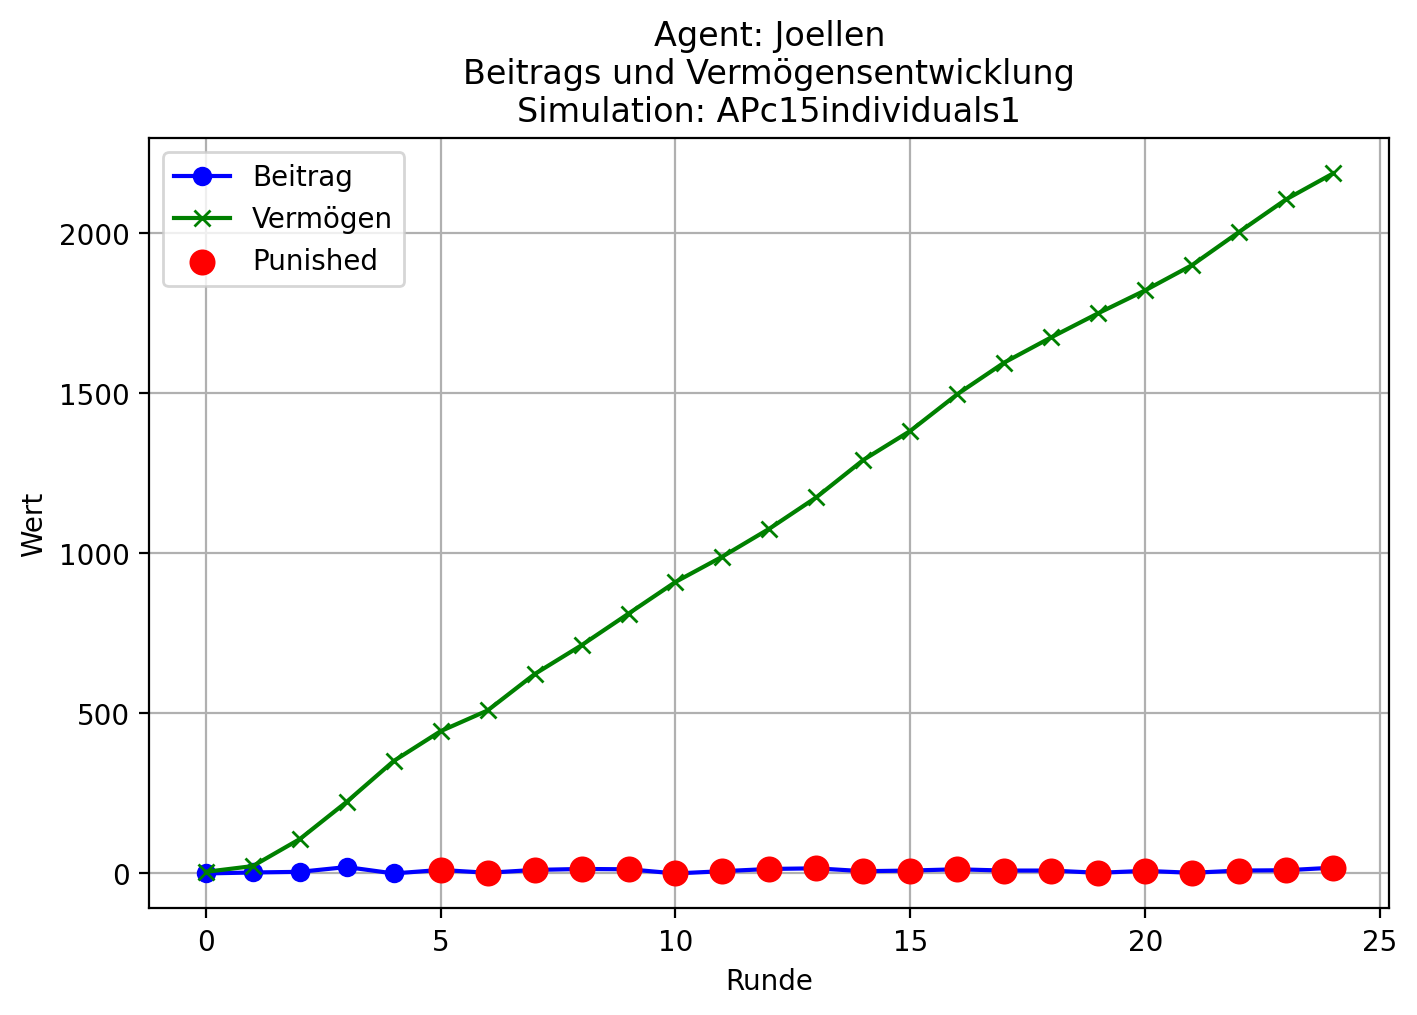 Agent: Joellen
Beitrags und Vermögensentwicklung
Simulation: APc15individuals1
Beitrag
Vermögen
Punished
2000
1500
1000
500
0
Wert
0 5 10 15 20 25
Runde